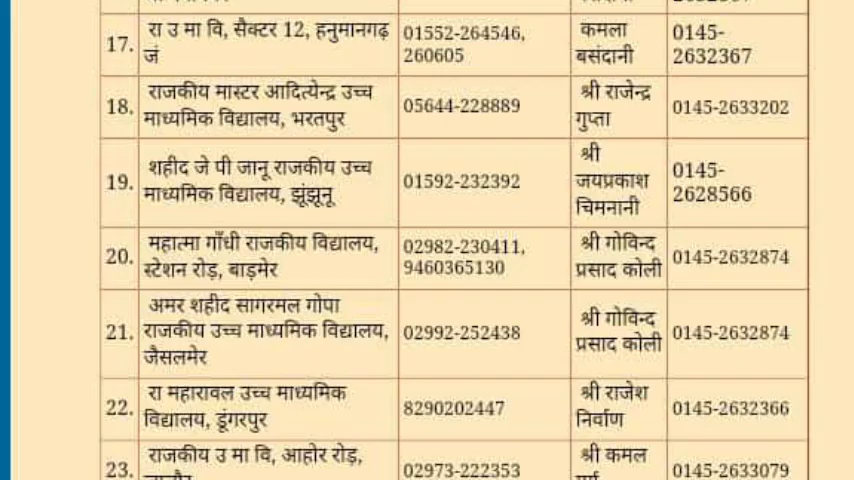 17.
रा उ मा वि, सैक्टर 12, हनुमानगढ़
जं
01552-264546,
260605
कमला
बसंदानी
0145-
2632367
18.
राजकीय मास्टर आदित्येन्द्र उच्च
माध्यमिक विद्यालय, भरतपुर
05644-228889
श्री राजेन्द्र
गुप्ता
0145-2633202
19.
शहीद जे पी जानू राजकीय उच्च
माध्यमिक विद्यालय, झूंझूनू
01592-232392
श्री
जयप्रकाश
चिमनानी
0145-
2628566
20.
महात्मा गाँधी राजकीय विद्यालय,
स्टेशन रोड़, बाड़मेर
02982-230411,
9460365130
श्री गोविन्द
प्रसाद कोली
0145-2632874
21.
अमर शहीद सागरमल गोपा
राजकीय उच्च माध्यमिक विद्यालय,
जैसलमेर
02992-252438
श्री गोविन्द
प्रसाद कोली
0145-2632874
22.
रा महारावल उच्च माध्यमिक
विद्यालय, डूंगरपुर
8290202447
श्री राजेश
निर्वाण
0145-2632366
23.
राजकीय उ मा वि, आहोर रोड़,
02973-222353
श्री कमल
0145-2633079